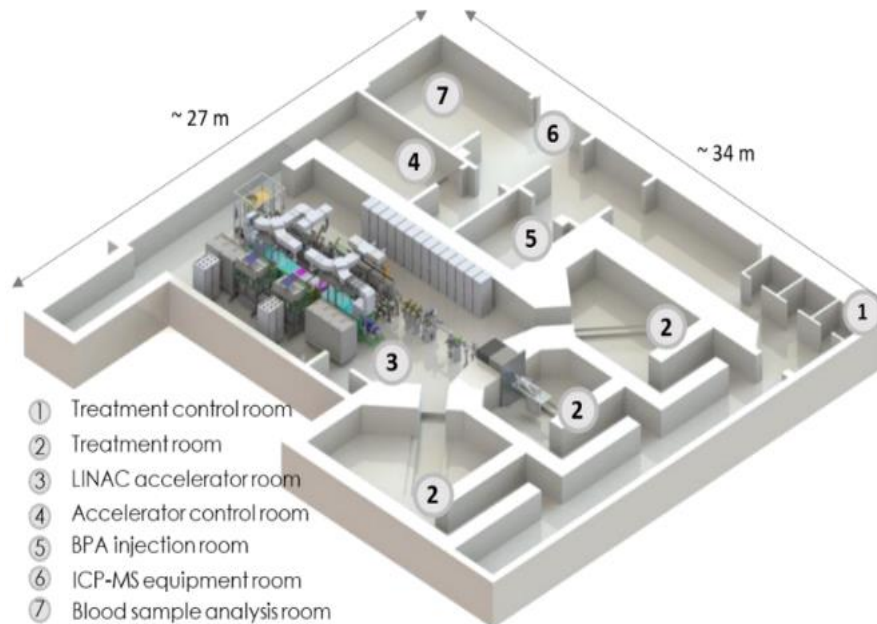 ~ 27 m
~ 34 m
7
6
4
5
1
2
3
2
2
1 Treatment control room
2 Treatment room
3 LINAC accelerator room
4 Accelerator control room
5 BPA injection room
6 ICP-MS equipment room
7 Blood sample analysis room